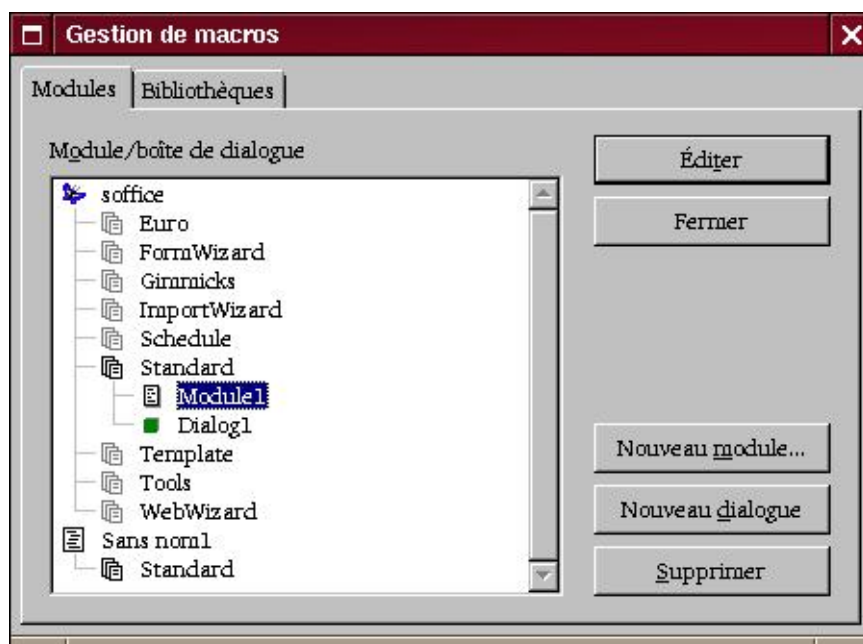 Gestion de macros
Modules
Bibliothèques
Module/boîte de dialogue
soffice
Euro
FormWizard
Gimmicks
ImportWizard
Schedule
Standard
Module1
Dialog1
Template
Tools
WebWizard
Sans nom1
Standard
Éditer
Fermer
Nouveau module...
Nouveau dialogue
Supprimer